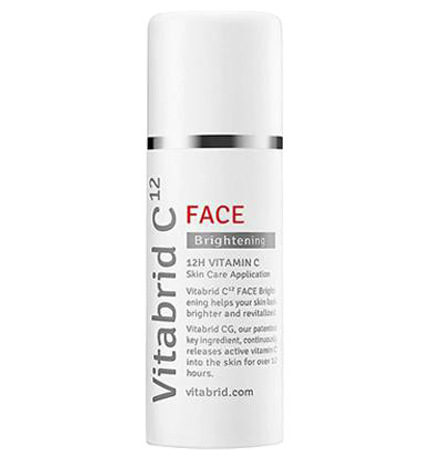 Vitabrid C12
FACE
Brightening
12H VITAMIN C
Skin Care Application
Vitabrid C12 FACE Bright-
ening helps your skin look
brighter and revitalized.
Vitabrid CG, our patented
key ingredient, continuously
releases active vitamin C
into the skin for over 12
hours.
vitabrid.com